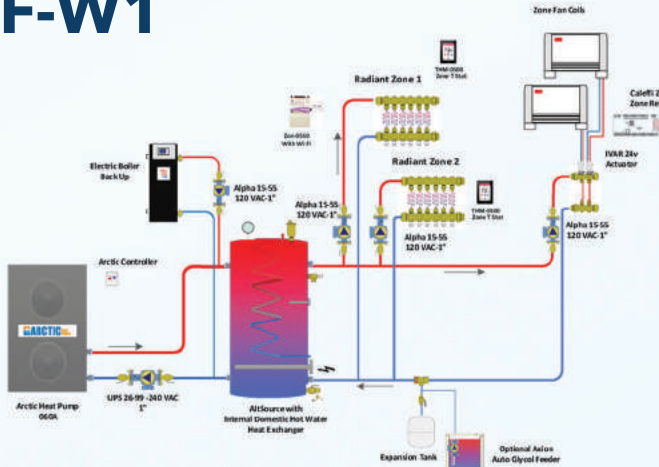 F-W1
Zone Fan Coils
THM-0500
Zone T Stat
Radiant Zone 1
Caleffi Z
Zone Re
Zon-0560
With Wi-Fi
IVAR 24v
Actuator
Electric Boiler
Back Up
Radiant Zone 2
Alpha 15-55
120 VAC-1"
Alpha 15-55
120 VAC-1"
THM-0500
Zone T Stat
Alpha 15-55
120 VAC-1"
Alpha 15-55
120 VAC-1"
Arctic Controller
ARCTIC
UPS 26-99 -240 VAC
1"
Arctic Heat Pump
060A
AltSource with
Internal Domestic Hot Water
Heat Exchanger
Expansion Tank
Optional Axion
Auto Glycol Feeder